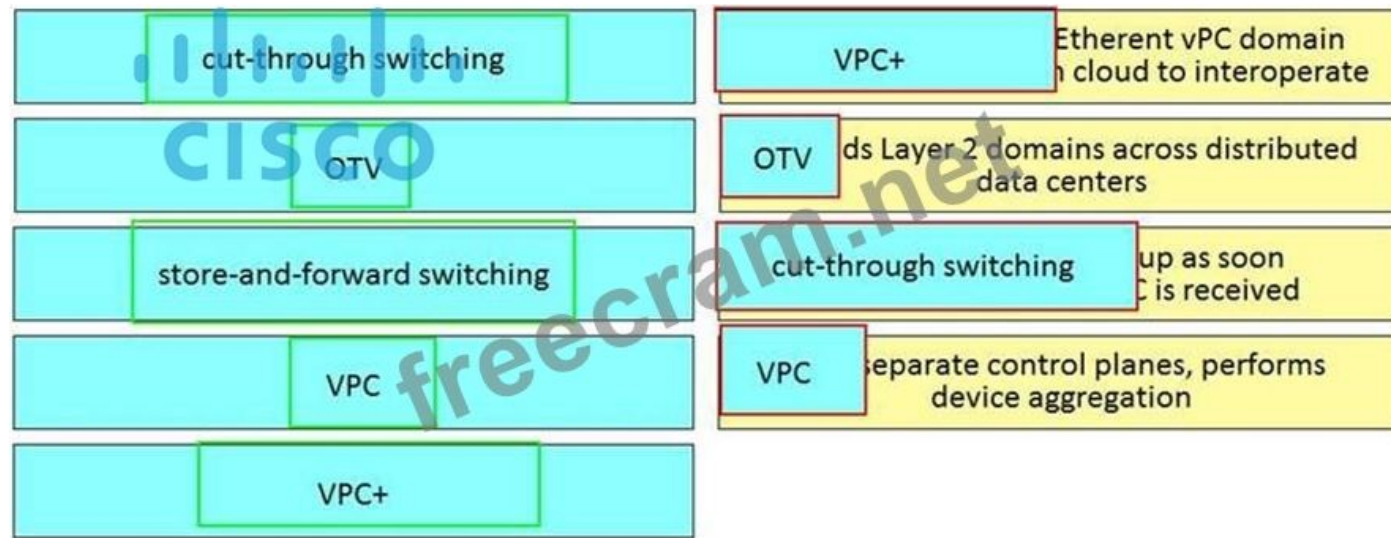 cut-through switching
CISCO
OTV
store-and-forward switching
VPC
VPC+
VPC+
Etherent vPC domain
cloud to interoperate
OTV
ds Layer 2 domains across distributed
data centers
cut-through switching
up as soon
is received
VPC
separate control planes, performs
device aggregation
freecram.net